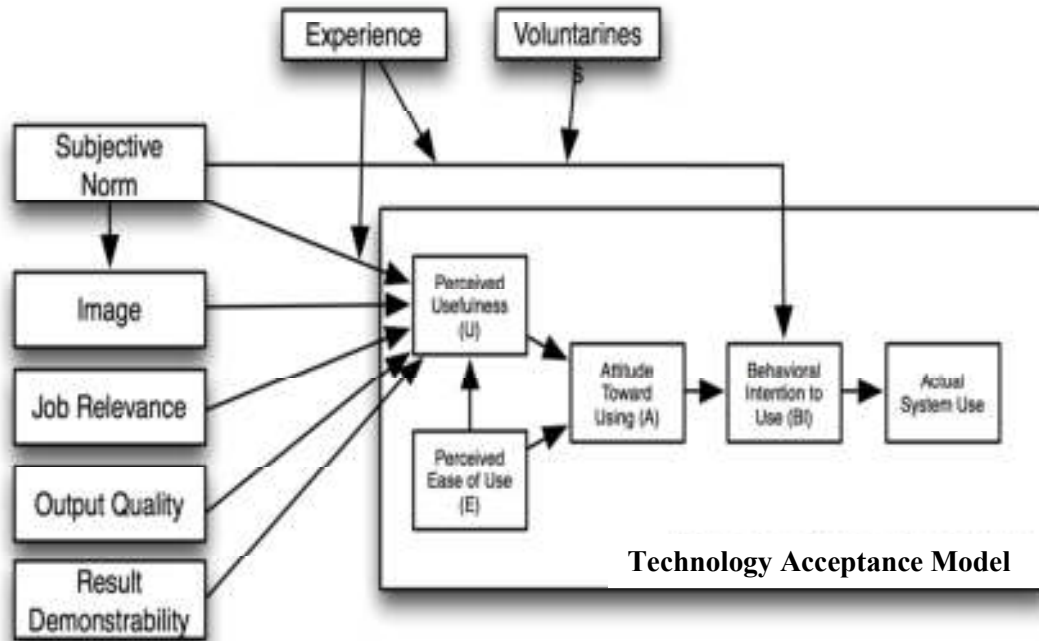 Experience
Voluntarines
s
Subjective
Norm
Image
Job Relevance
Output Quality
Result
Demonstrability
Perceived
Usefulness
(U)
Perceived
Ease of Use
(E)
Attitude
Toward
Using (A)
Behavioral
Intention to
Use (BI)
Actual
System Use
Technology Acceptance Model